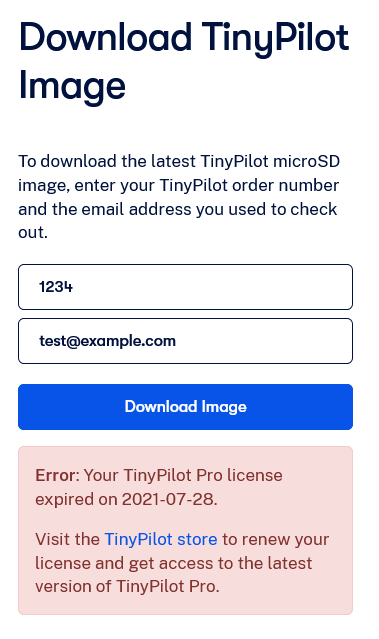 Download TinyPilot
Image
To download the latest TinyPilot microSD
image, enter your TinyPilot order number
and the email address you used to check
out.
1234
test@example.com
Download Image
Error: Your TinyPilot Pro license
expired on 2021-07-28.
Visit the TinyPilot store to renew your
license and get access to the latest
version of TinyPilot Pro.